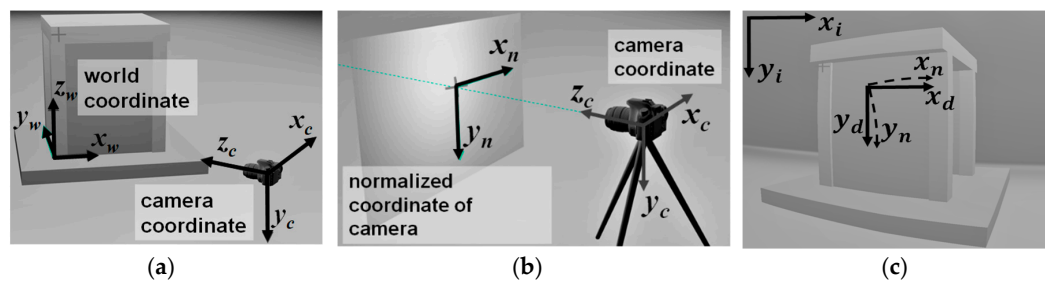 z_w
world
coordinate
y_w
x_w
x_c
z_c
camera
coordinate
y_c
(a)
x_n
camera
coordinate
z_c
x_c
y_n
normalized
coordinate of
camera
y_c
(b)
x_i
y_i
x_n
x_d
y_d
y_n
(c)